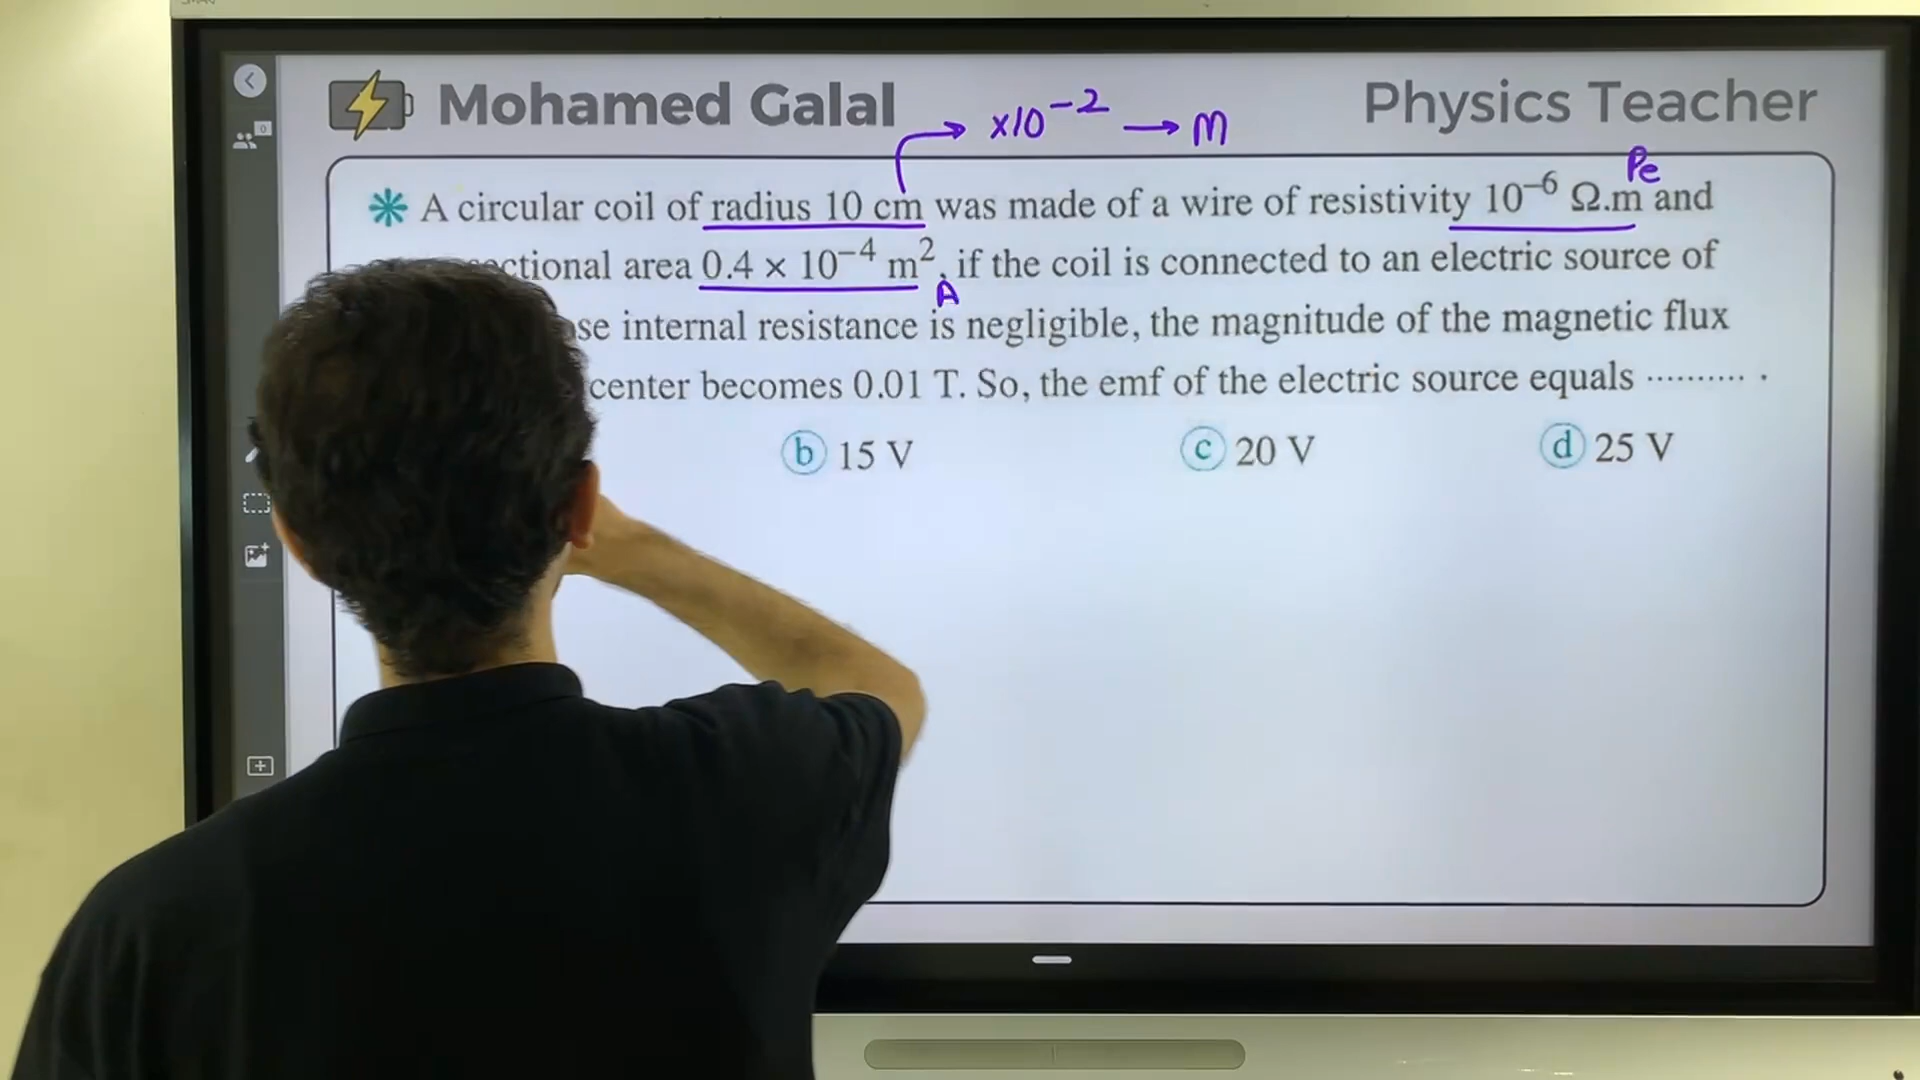 Mohamed Galal
Physics Teacher
×10⁻² → m
Pe
A circular coil of radius 10 cm was made of a wire of resistivity 10⁻⁶ Ω.m and
area 0.4 × 10⁻⁴ m², if the coil is connected to an electric source of
A
internal resistance is negligible, the magnitude of the magnetic flux
center becomes 0.01 T. So, the emf of the electric source equals .......... .
b 15 V
c 20 V
d 25 V